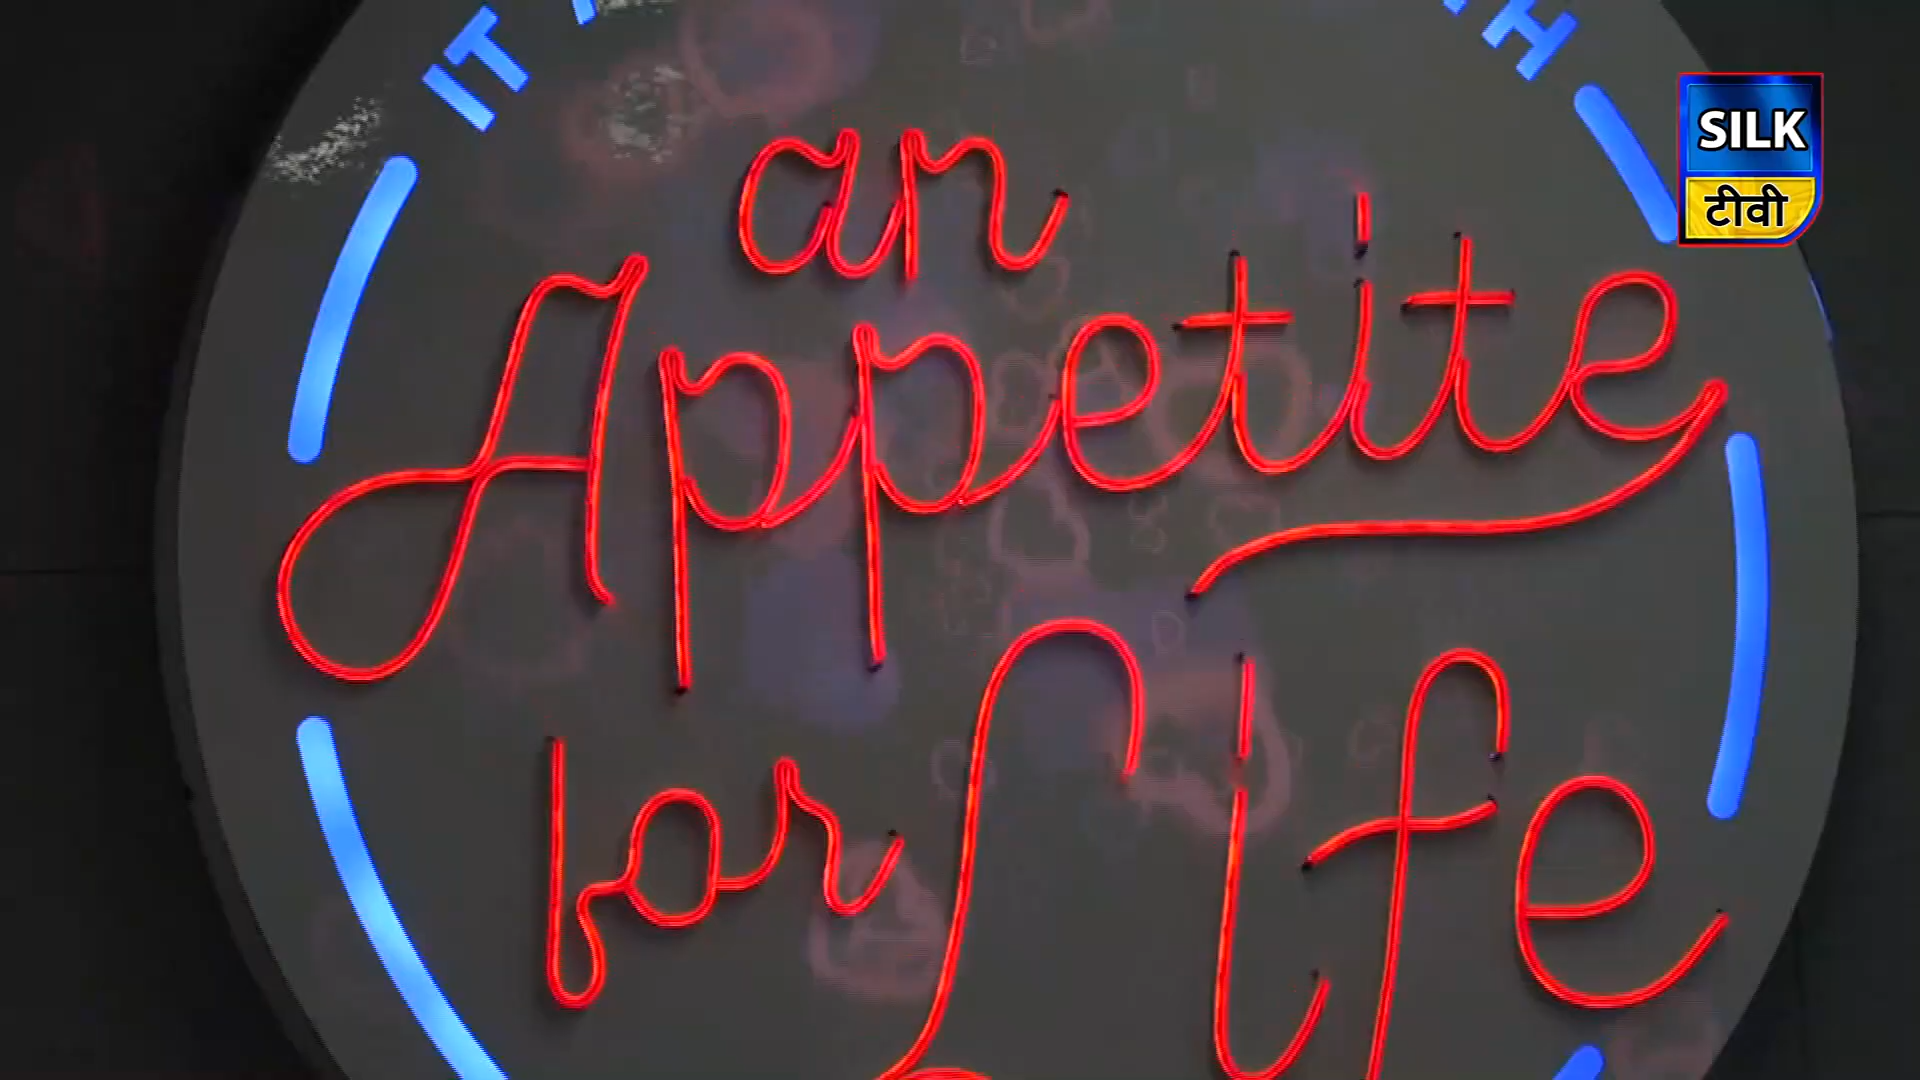 IT
an
Appetite
for Life
SILK
टीवी